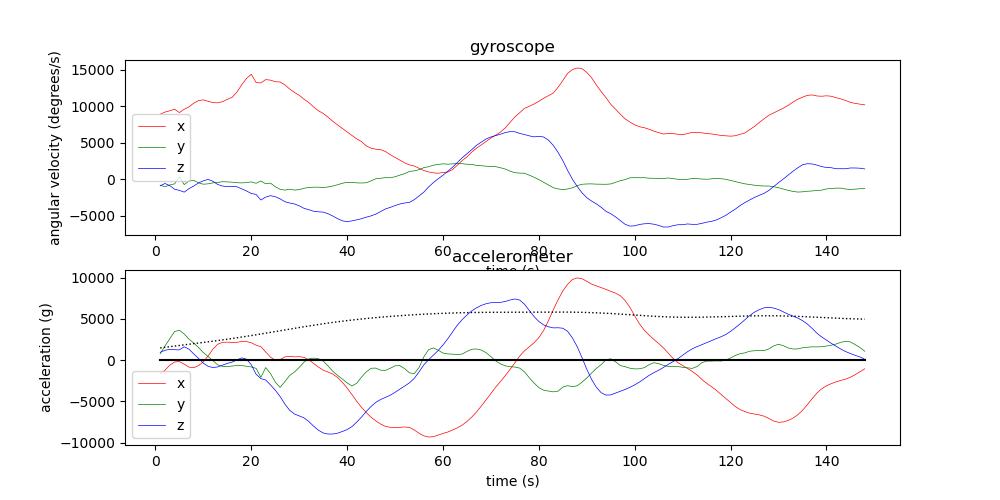 gyroscope
angular velocity (degrees/s)
15000
10000
5000
0
−5000
x
y
z
0 20 40 60 80 100 120 140
time (s)
accelerometer
acceleration (g)
10000
5000
0
−5000
−10000
x
y
z
0 20 40 60 80 100 120 140
time (s)